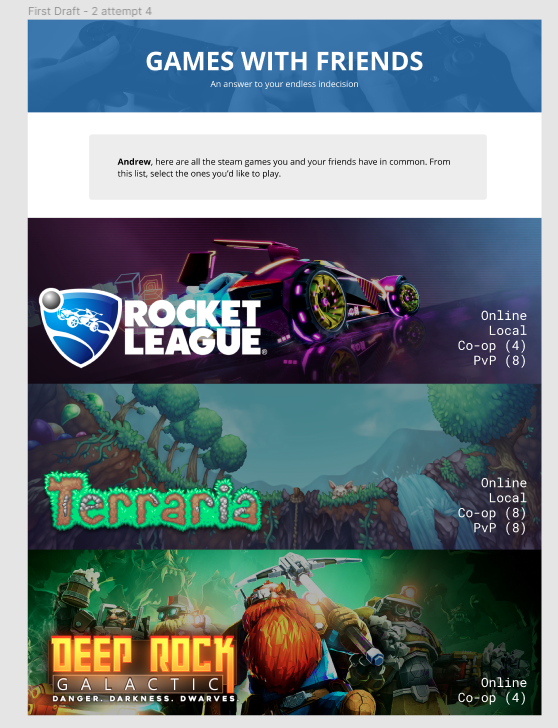 First Draft - 2 attempt 4
GAMES WITH FRIENDS
An answer to your endless indecision
Andrew, here are all the steam games you and your friends have in common. From
this list, select the ones you'd like to play.
ROCKET
LEAGUE®
Online
Local
Co-op (4)
PvP (8)
Terraria
Online
Local
Co-op (8)
PvP (8)
DEEP ROCK
GALACTIC
DANGER. DARKNESS. DWARVES
Online
Co-op (4)